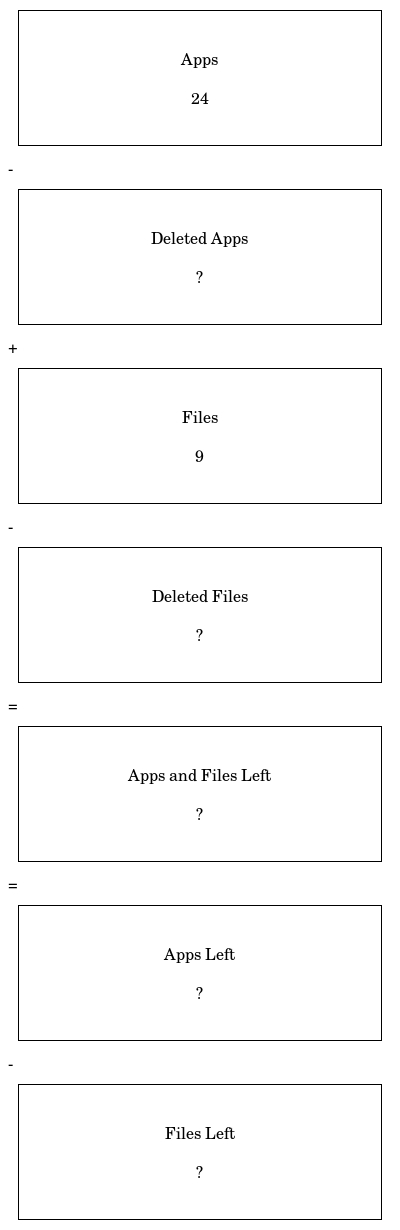 Apps
24
-
Deleted Apps
?
+
Files
9
-
Deleted Files
?
=
Apps and Files Left
?
=
Apps Left
?
-
Files Left
?